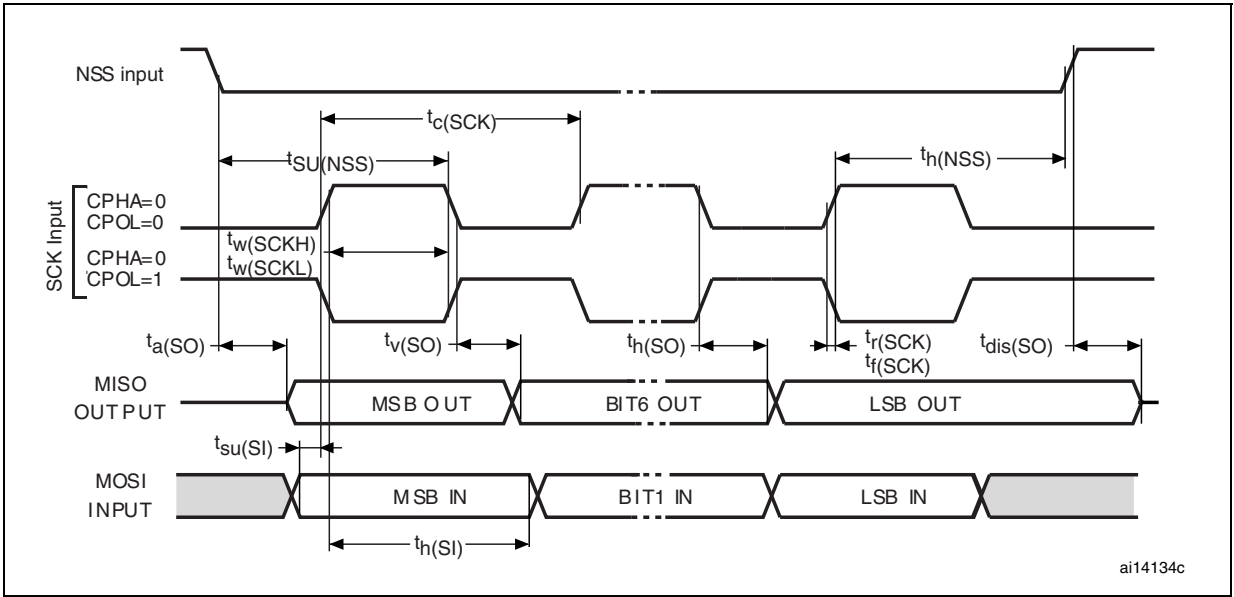 NSS input
tc(SCK)
tSU(NSS)
th(NSS)
SCK Input
CPHA=0
CPOL=0
CPHA=0
CPOL=1
tw(SCKH)
tw(SCKL)
ta(SO)
tv(SO)
th(SO)
tr(SCK)
tf(SCK)
tdis(SO)
MISO
OUTPUT
MSB OUT
BIT6 OUT
LSB OUT
tsu(SI)
MOSI
INPUT
MSB IN
BIT1 IN
LSB IN
th(SI)
ai14134c